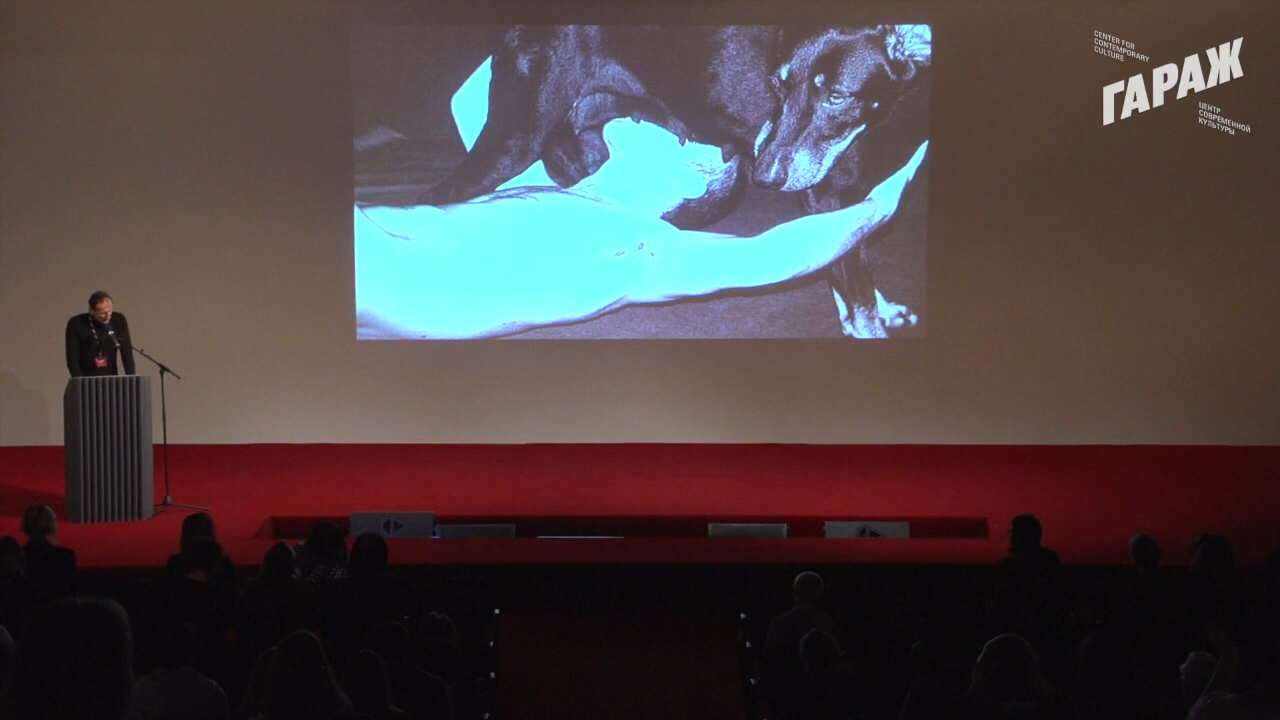 CENTER FOR
CONTEMPORARY
CULTURE
ГАРАЖ
ЦЕНТР
СОВРЕМЕННОЙ
КУЛЬТУРЫ